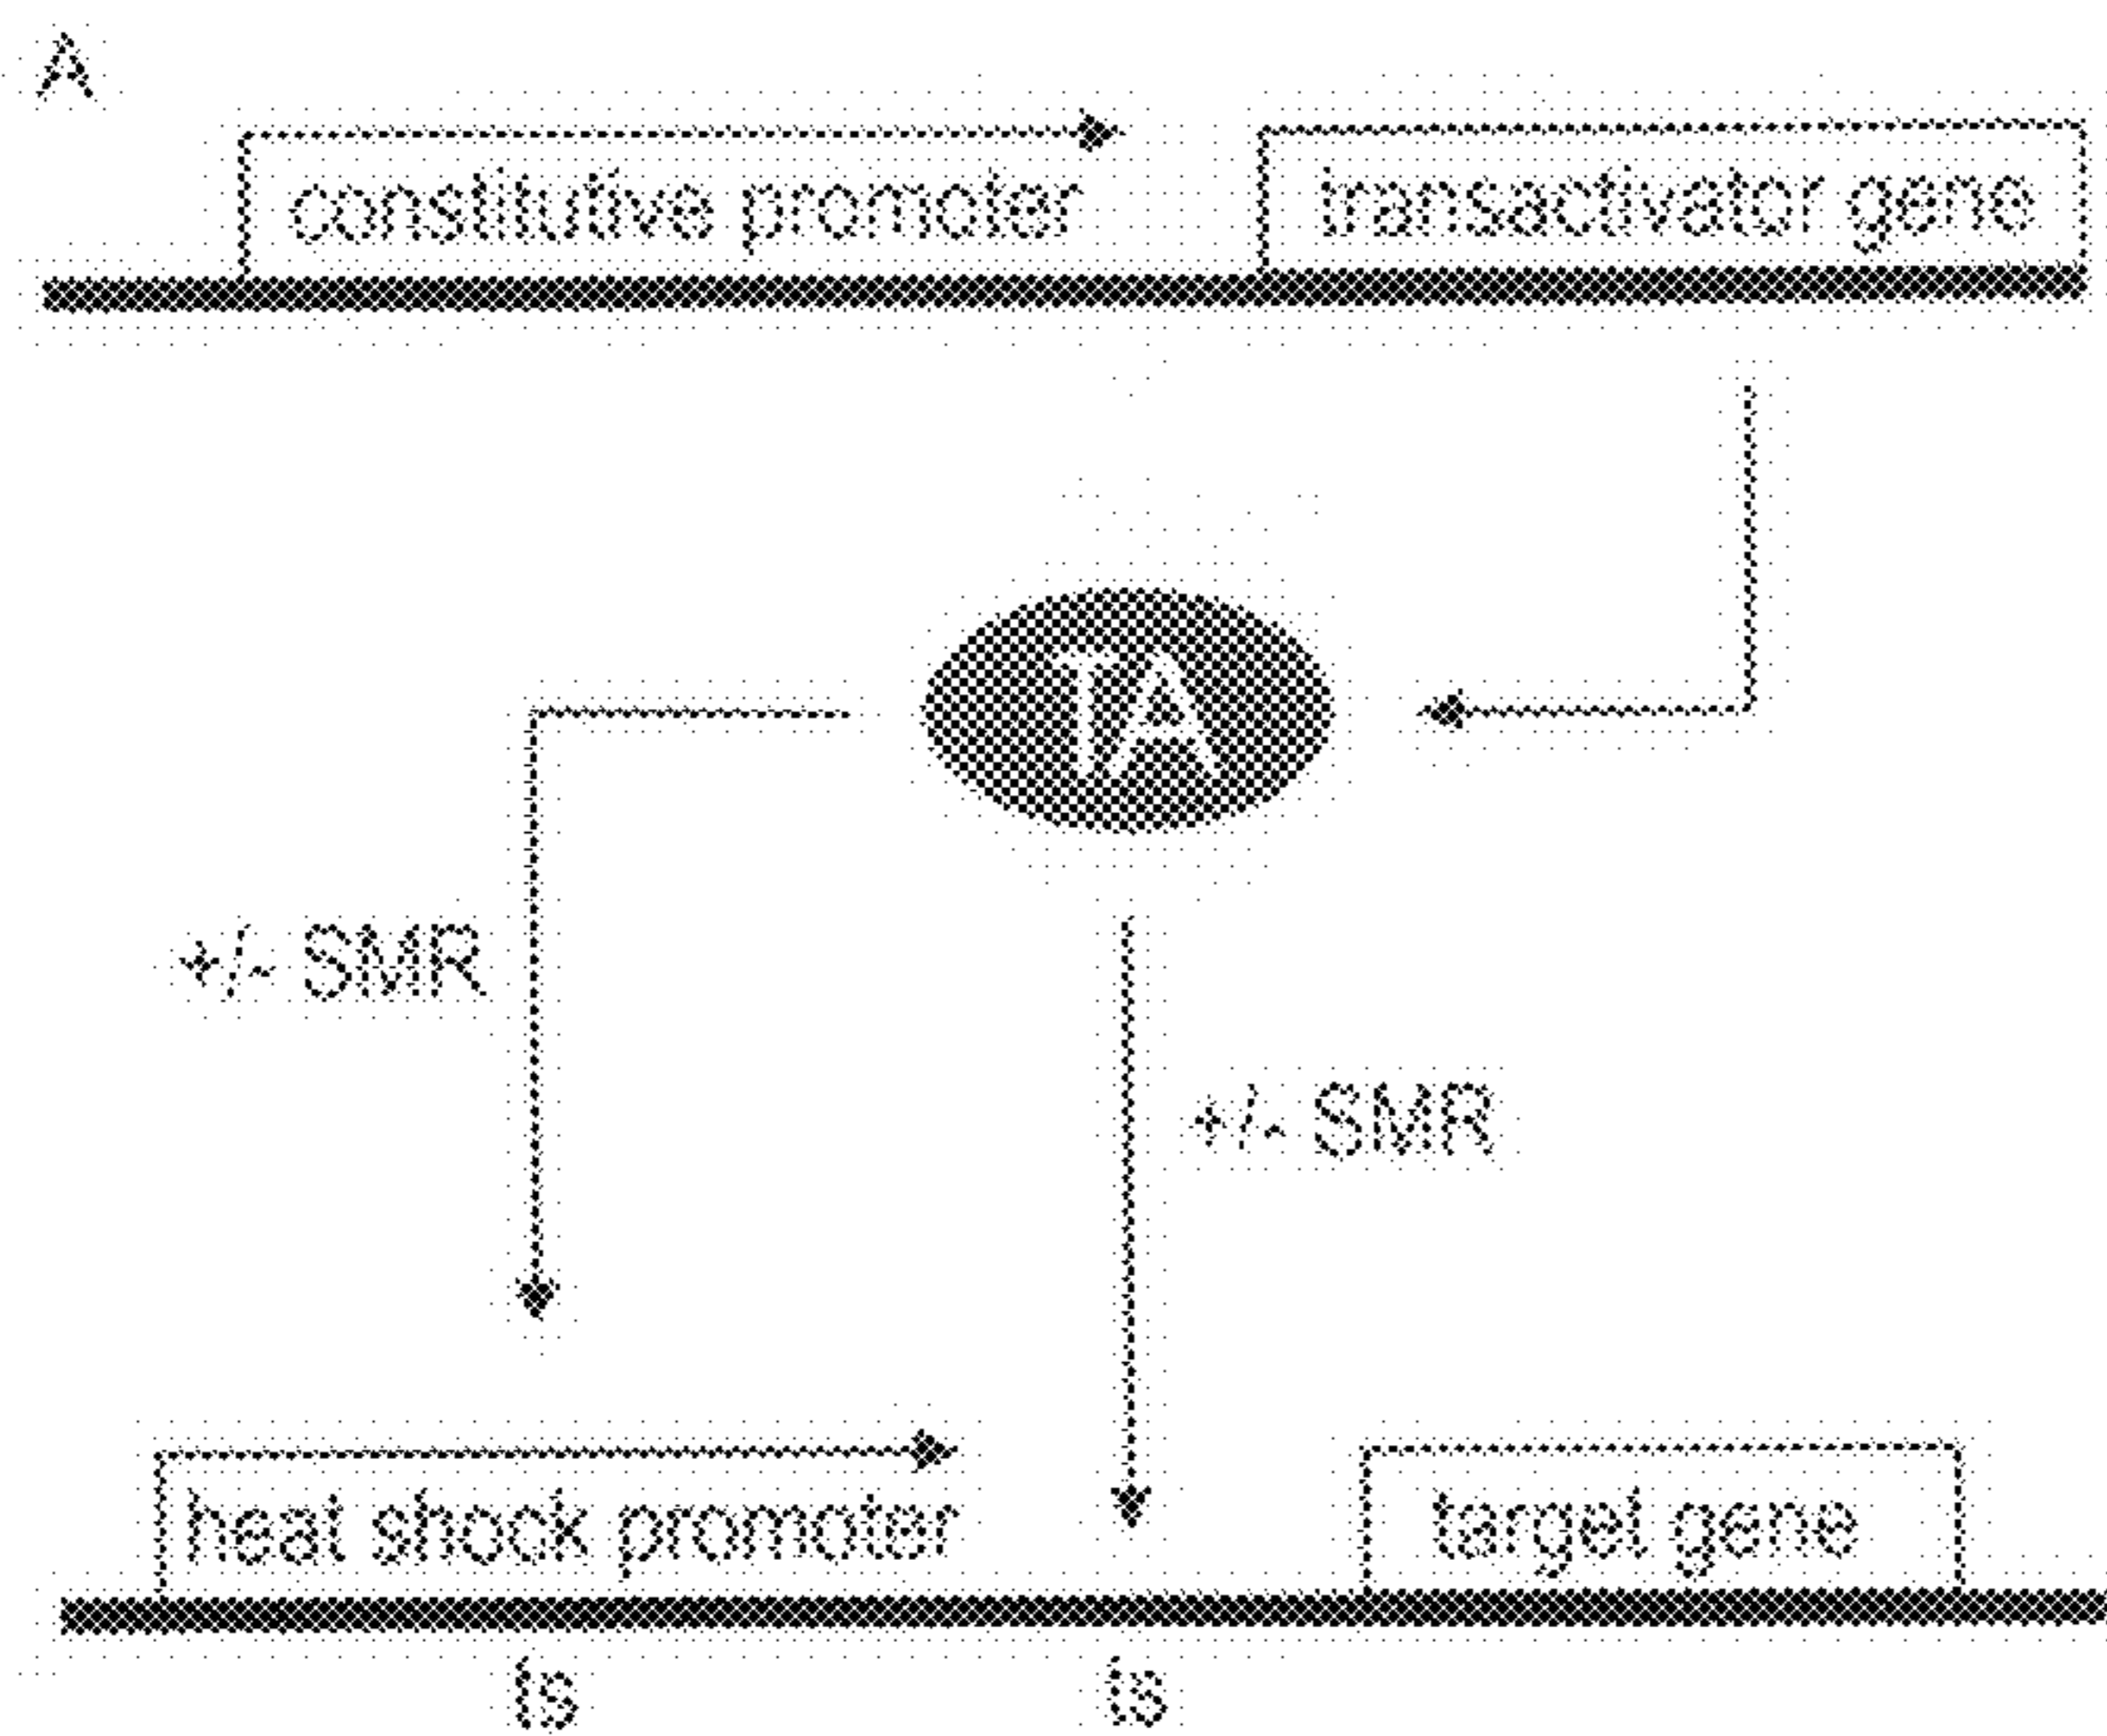 A
constitutive promoter
transactivator gene
TA
+/- SMR
+/- SMR
heat shock promoter
target gene
ts
ts